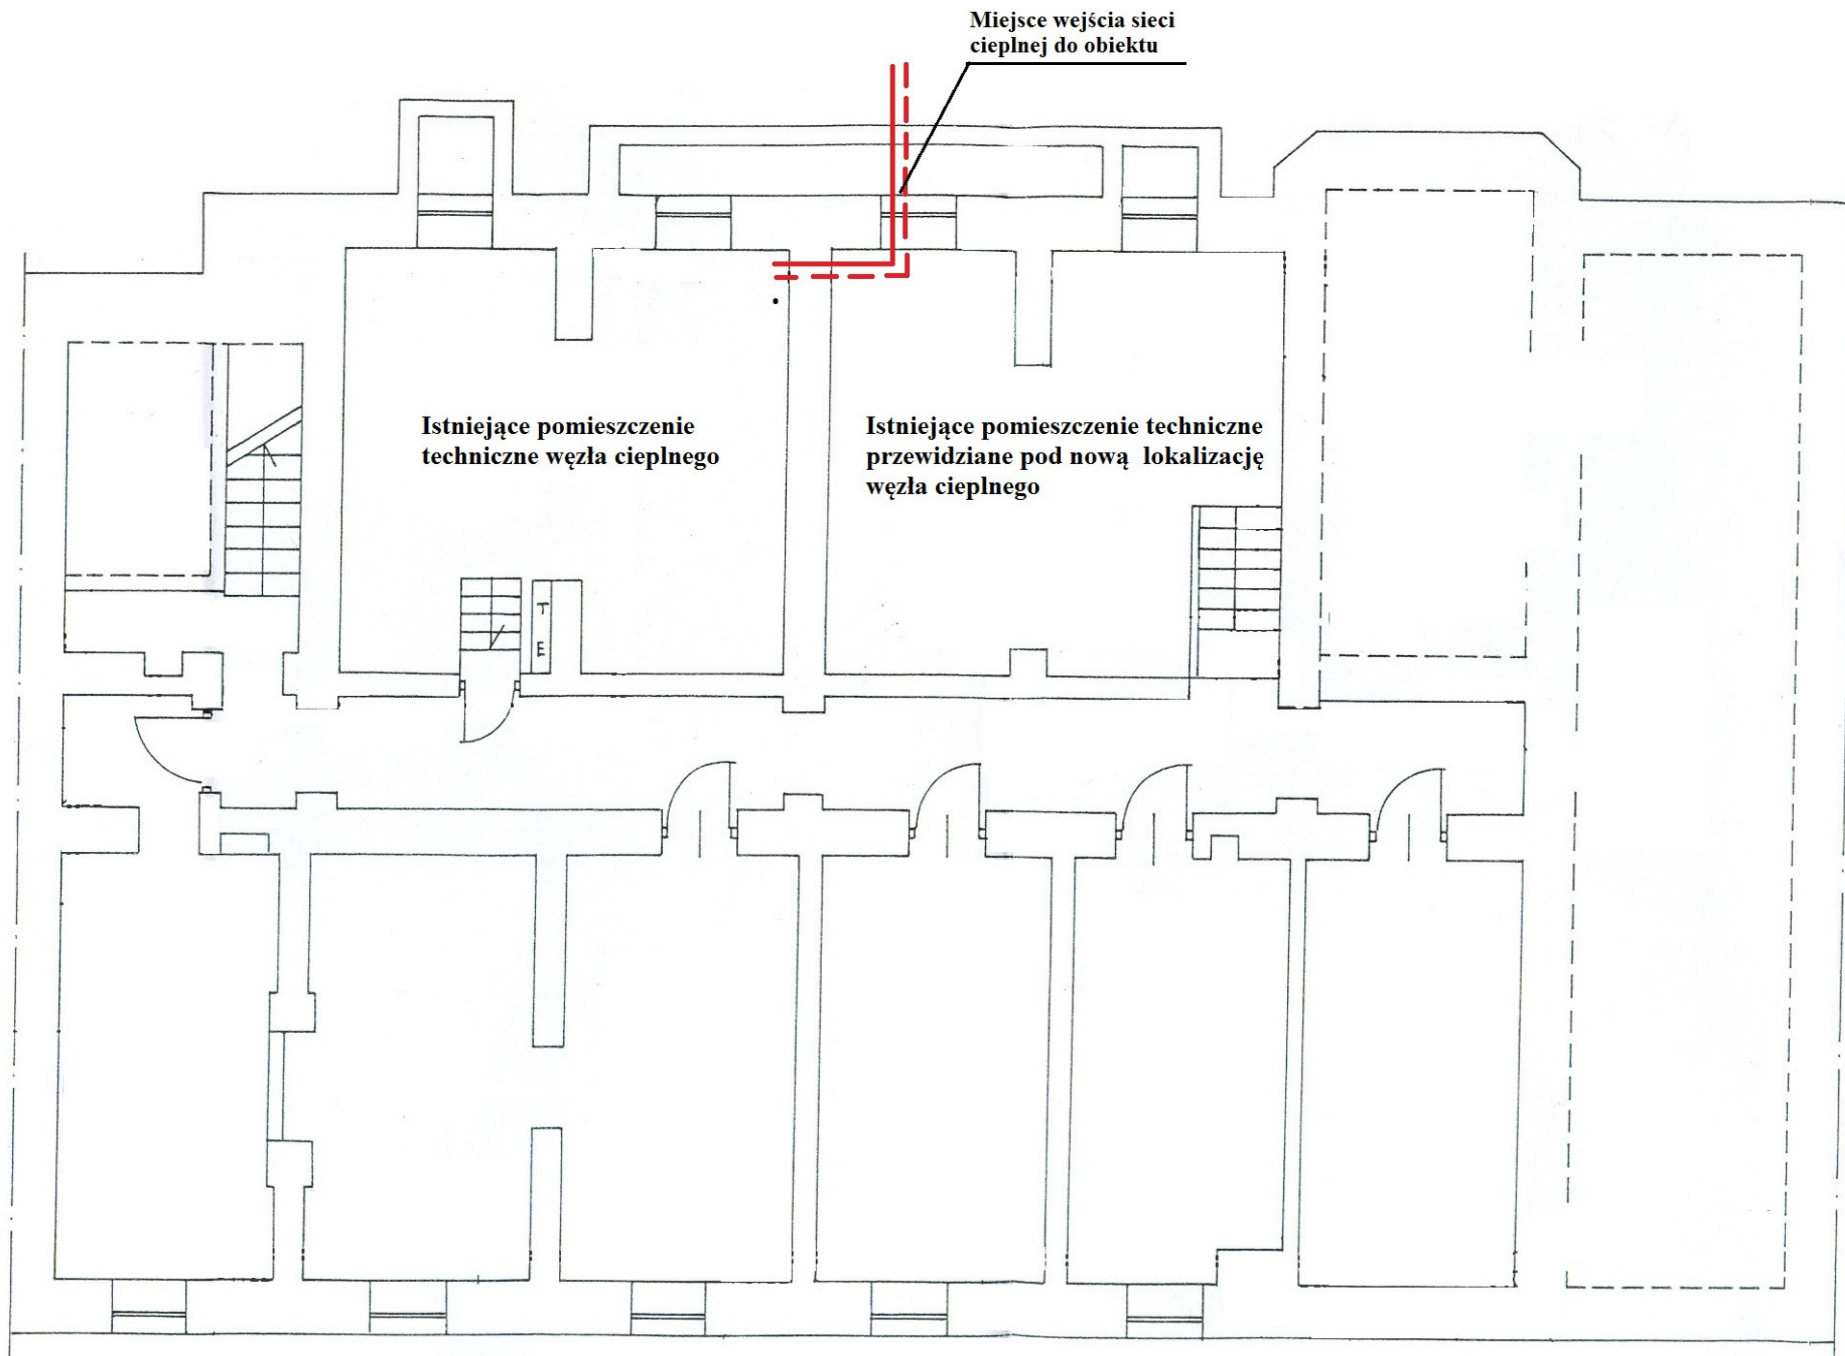 Miejsce wejścia sieci
cieplnej do obiektu
Istniejące pomieszczenie
techniczne węzła cieplnego
Istniejące pomieszczenie techniczne
przewidziane pod nową lokalizację
węzła cieplnego
T E